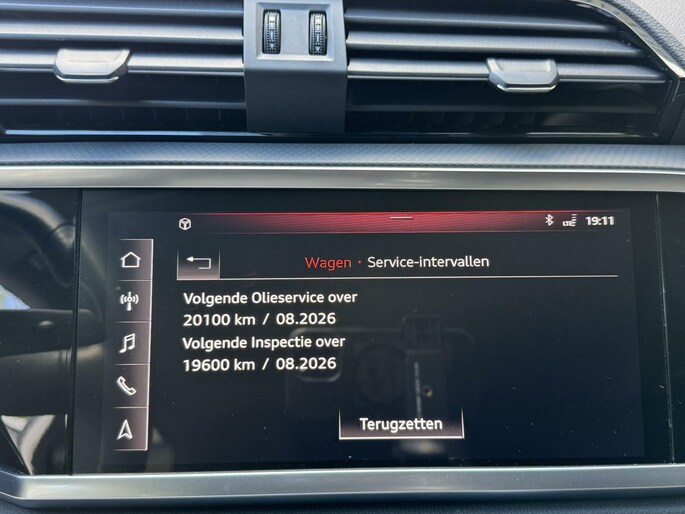 LTE 19:11
Wagen · Service-intervallen
Volgende Olieservice over
20100 km / 08.2026
Volgende Inspectie over
19600 km / 08.2026
Terugzetten